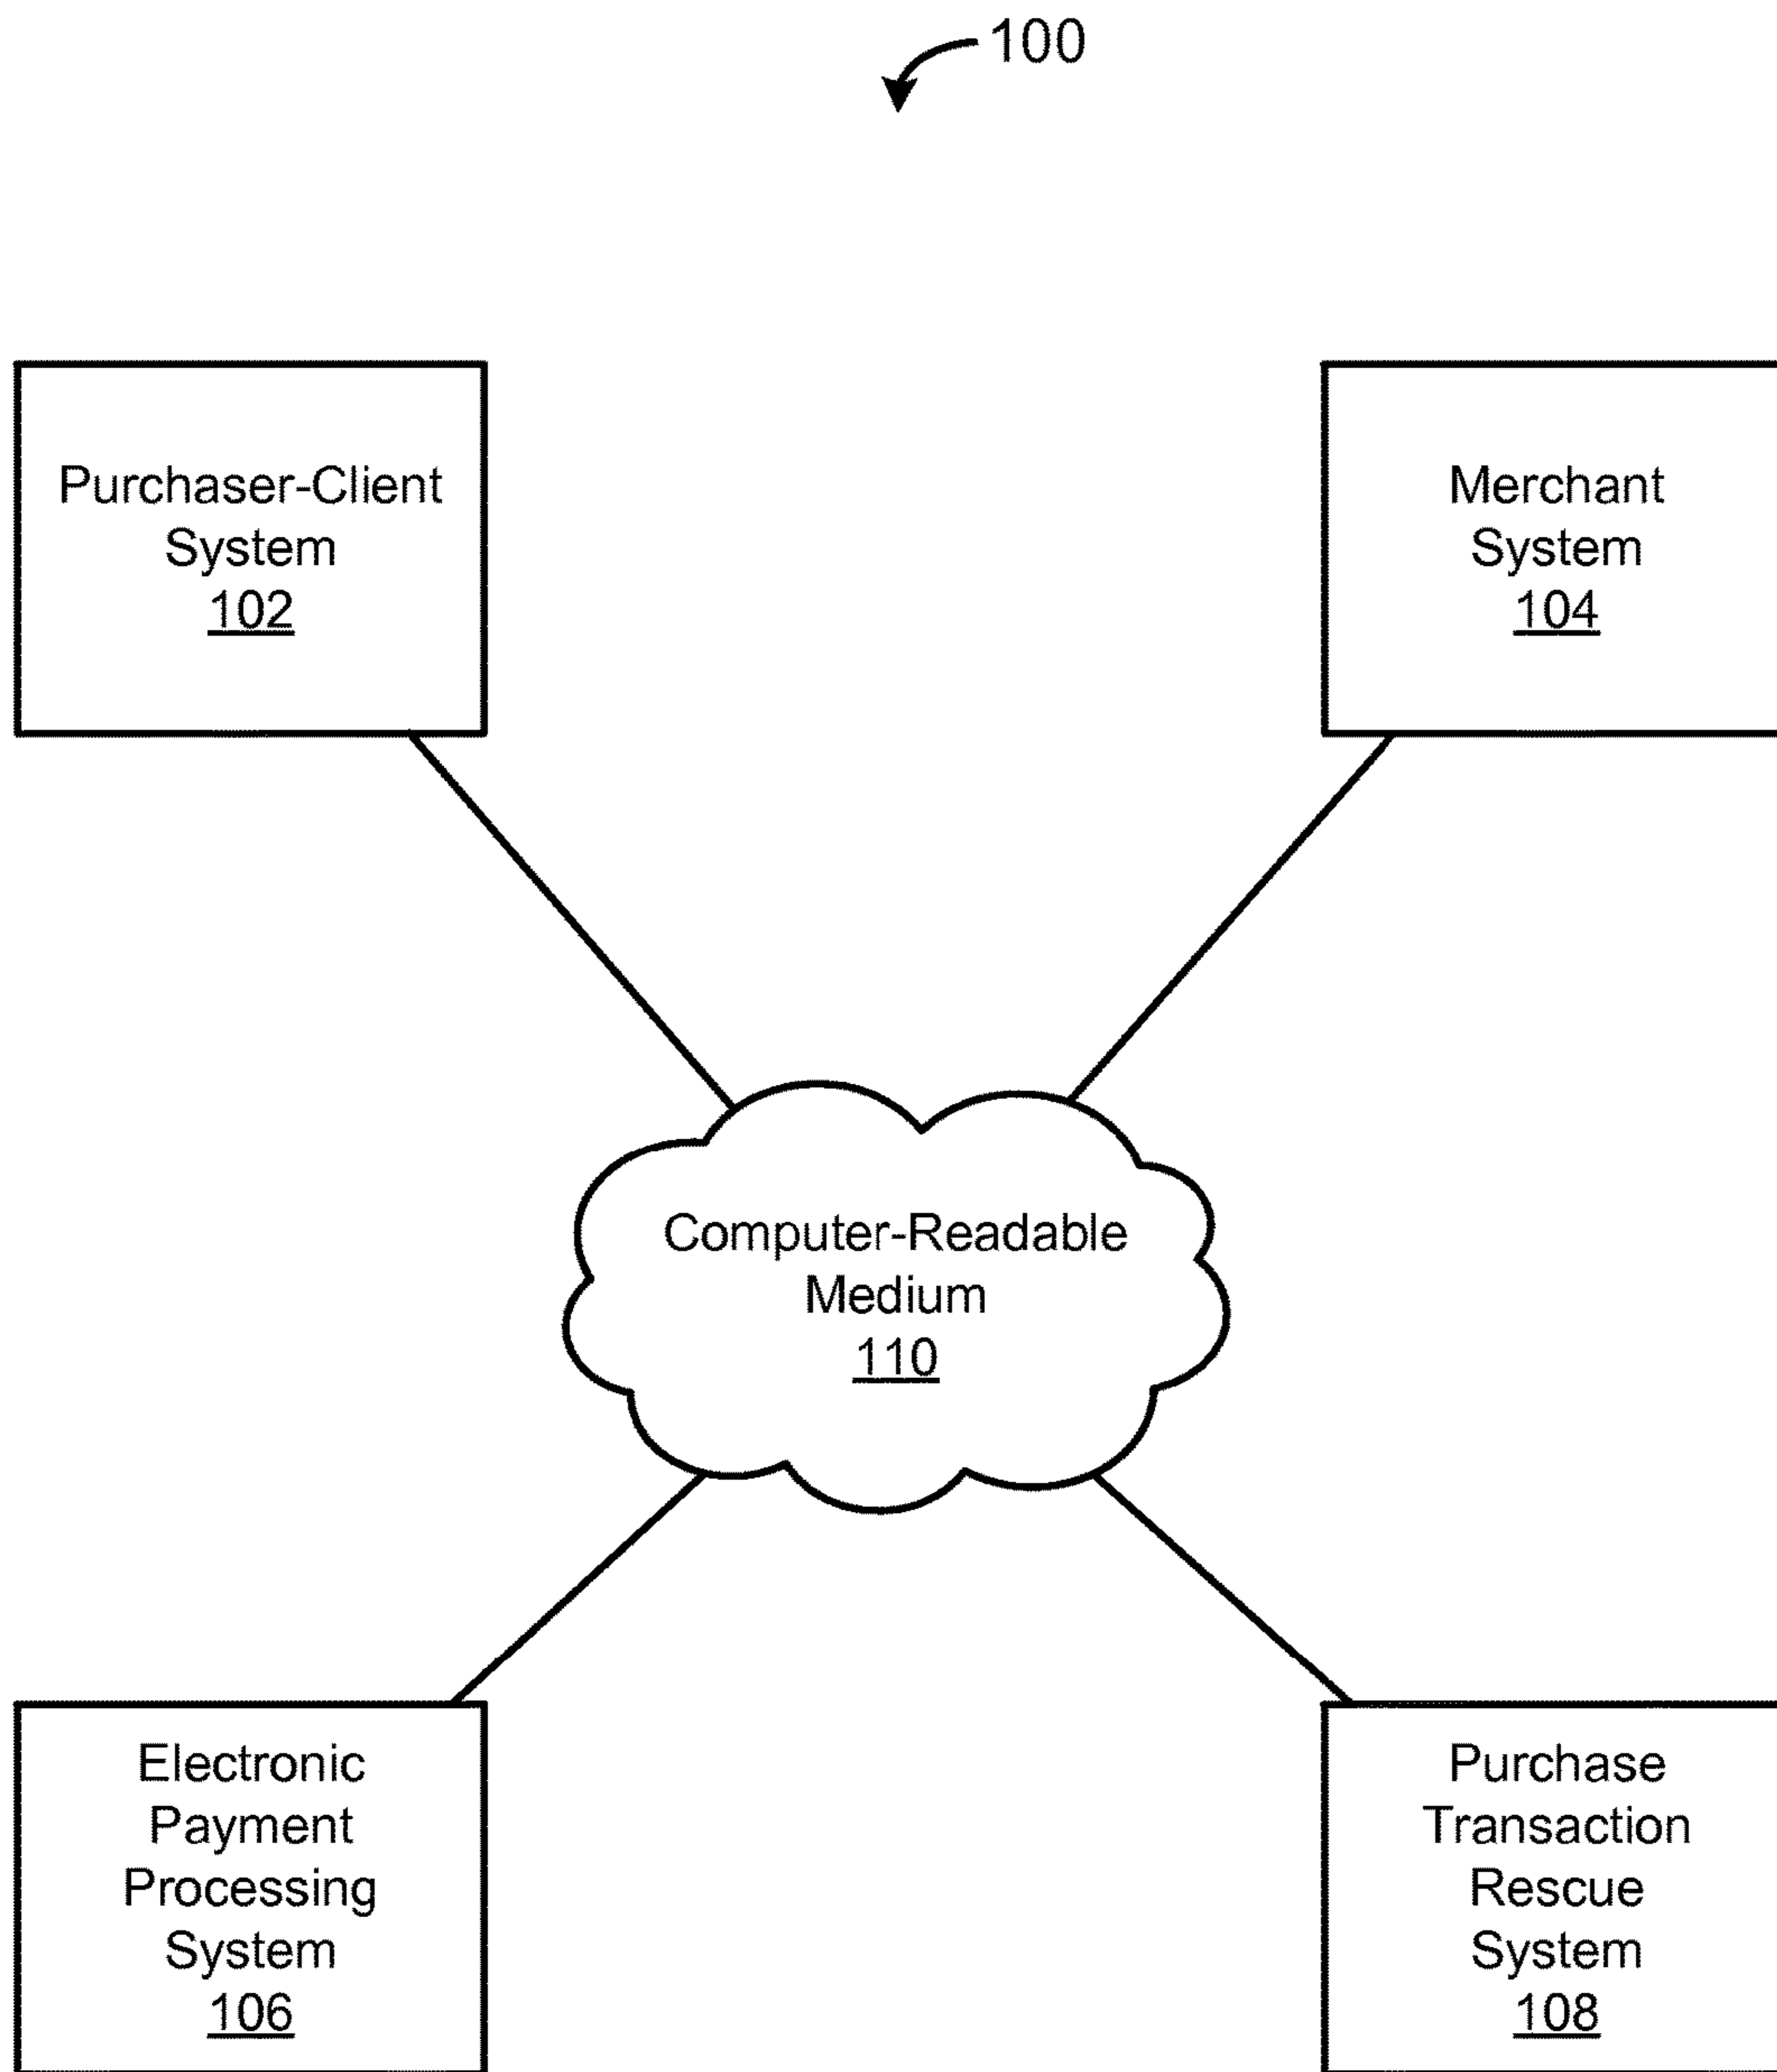 100
Purchaser-Client
System
102
Merchant
System
104
Computer-Readable
Medium
110
Electronic
Payment
Processing
System
106
Purchase
Transaction
Rescue
System
108